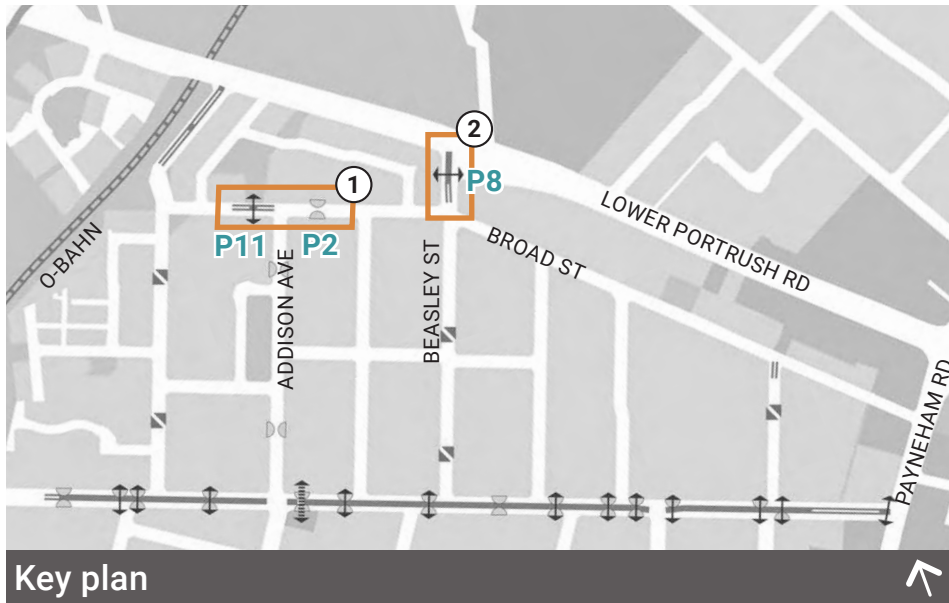 2
P8
1
P11
P2
O-BAHN
ADDISON AVE
BEASLEY ST
BROAD ST
LOWER PORTRUSH RD
PAYNEHAM RD
Key plan